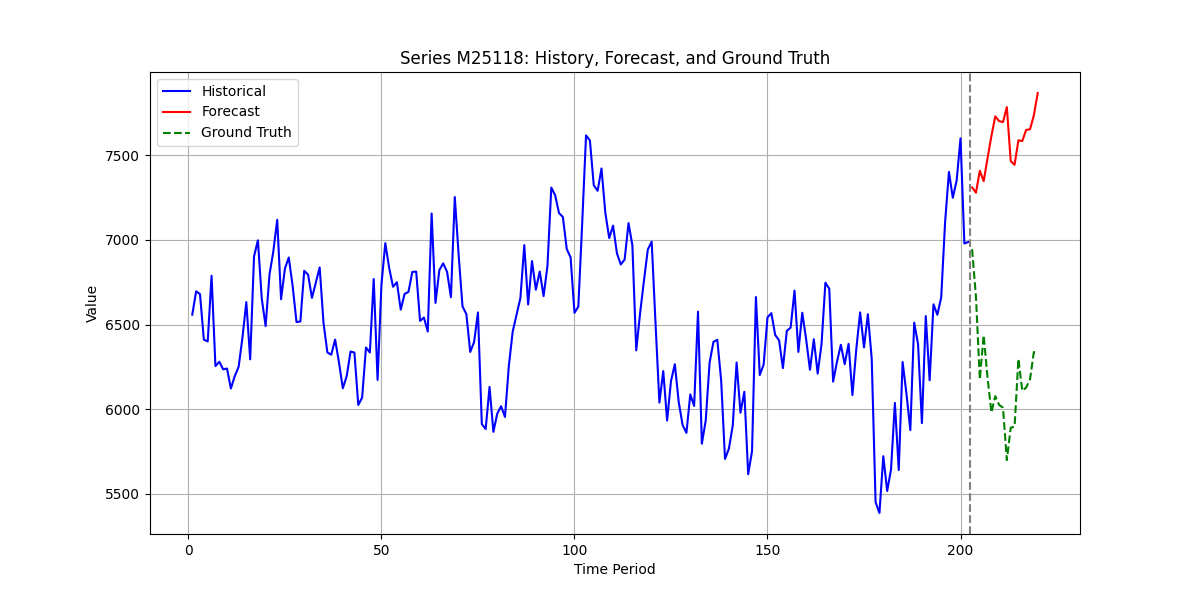 Series M25118: History, Forecast, and Ground Truth
Historical
Forecast
Ground Truth
7500
7000
6500
6000
5500
Value
0 50 100 150 200
Time Period